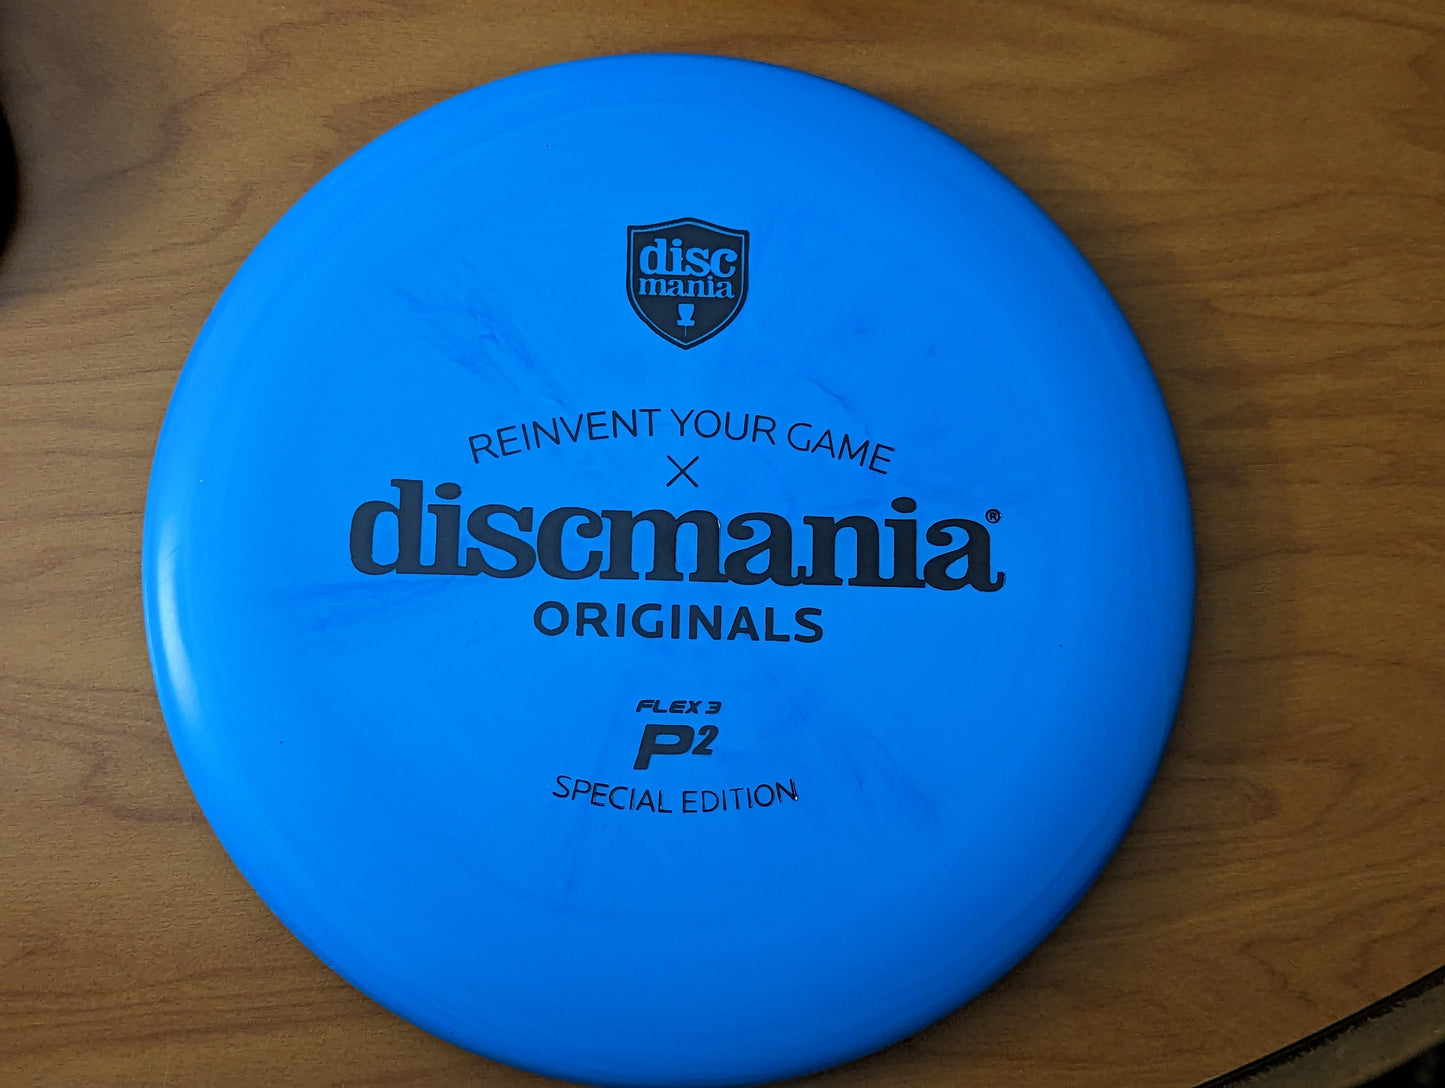 disc
mania
REINVENT YOUR GAME
X
discmania®
ORIGINALS
FLEX 3
P2
SPECIAL EDITION